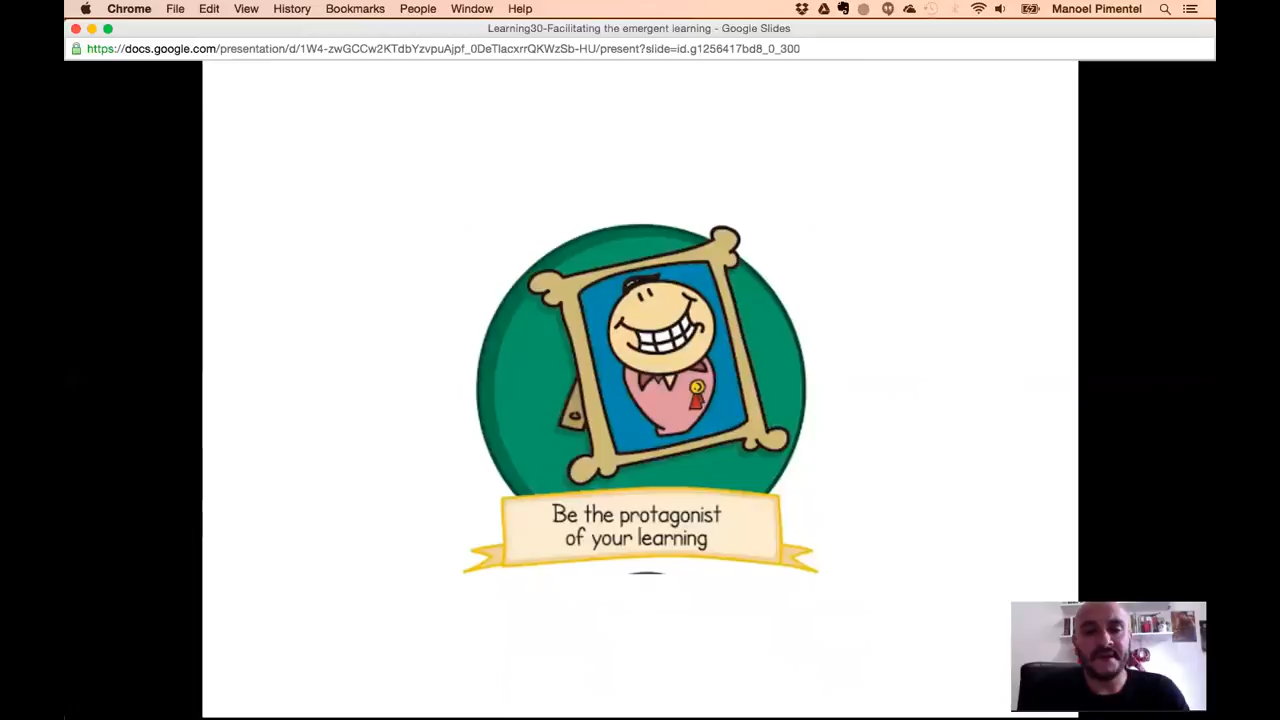 Chrome File Edit View History Bookmarks People Window Help Manoel Pimentel
Learning30-Facilitating the emergent learning - Google Slides
https://docs.google.com/presentation/d/1W4-zwGCCw2KTdbYzvpuAjpf_0DeTlacxrrQKWzSb-HU/present?slide=id.g1256417bd8_0_300
Be the protagonist
of your learning